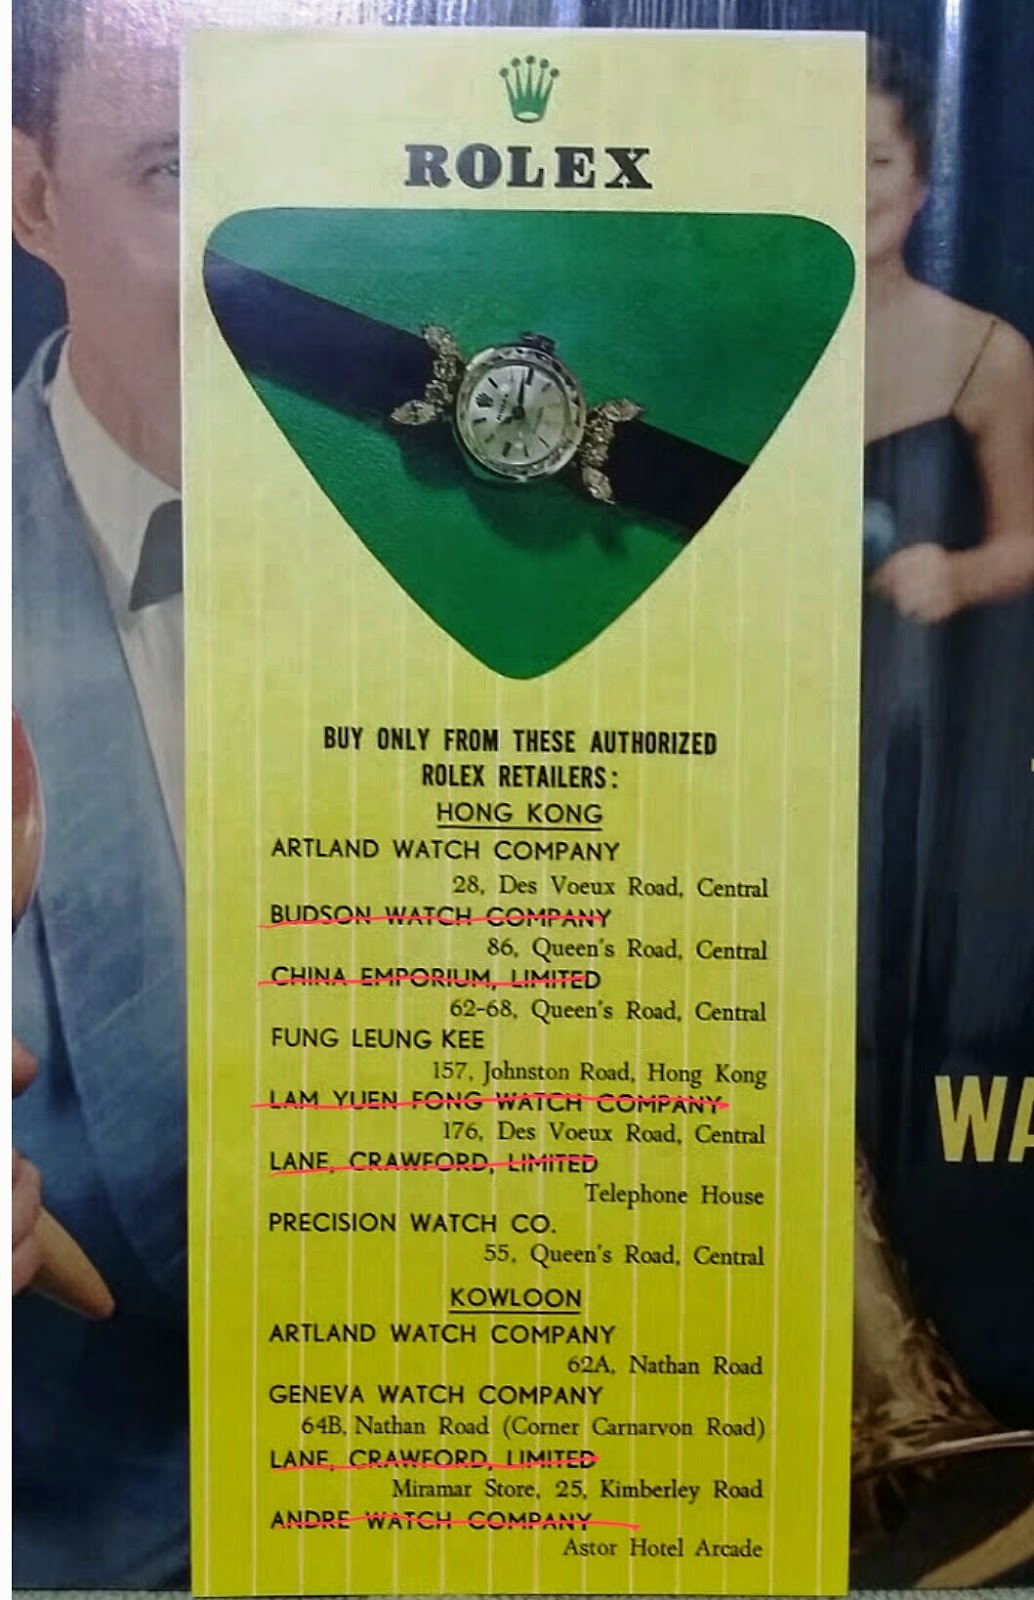 ROLEX
ROLEX
BUY ONLY FROM THESE AUTHORIZED
ROLEX RETAILERS:
HONG KONG
ARTLAND WATCH COMPANY
28, Des Voeux Road, Central
BUDSON WATCH COMPANY
86, Queen's Road, Central
CHINA EMPORIUM, LIMITED
62-68, Queen's Road, Central
FUNG LEUNG KEE
157, Johnston Road, Hong Kong
LAM YUEN FONG WATCH COMPANY
176, Des Voeux Road, Central
LANE, CRAWFORD, LIMITED
Telephone House
PRECISION WATCH CO.
55, Queen's Road, Central
KOWLOON
ARTLAND WATCH COMPANY
62A, Nathan Road
GENEVA WATCH COMPANY
64B, Nathan Road (Corner Carnarvon Road)
LANE, CRAWFORD, LIMITED
Miramar Store, 25, Kimberley Road
ANDRE WATCH COMPANY
Astor Hotel Arcade
WA